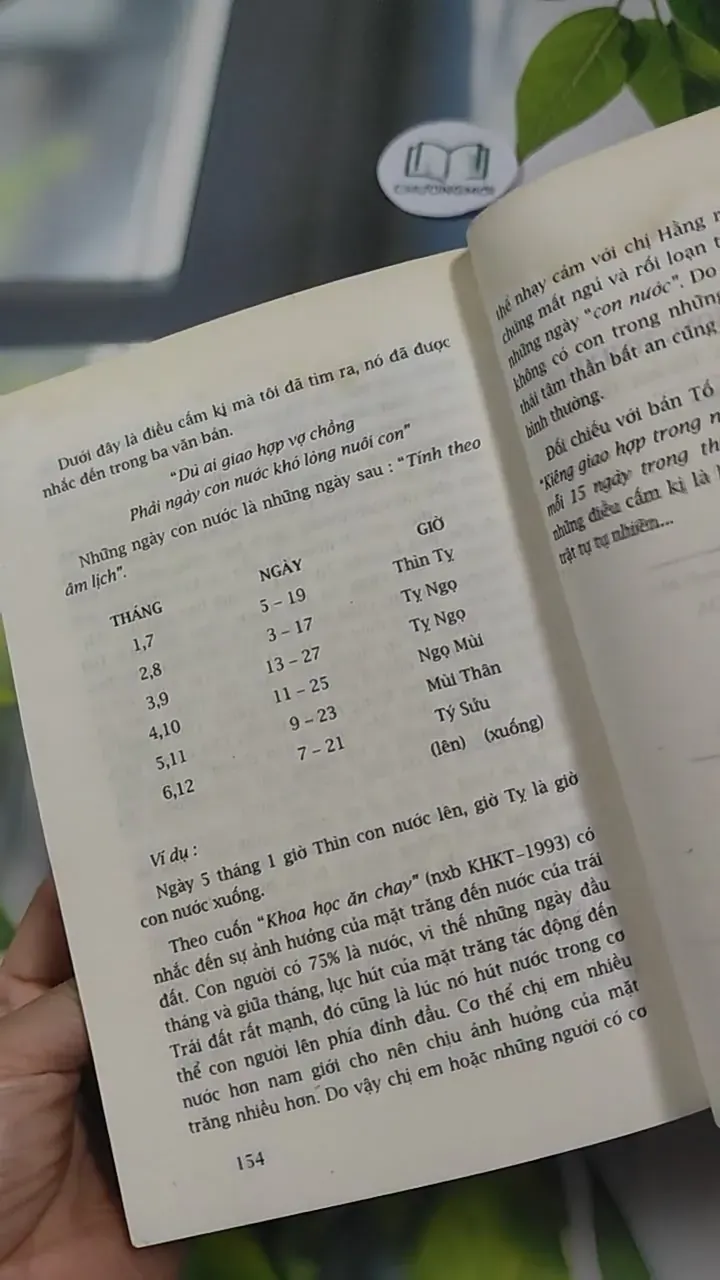 CHUONGMOI
Dưới đây là điều cấm kị mà tôi đã tìm ra, nó đã được
nhắc đến trong ba văn bản.
"Dù ai giao hợp vợ chồng
Phải ngày con nước khó lòng nuôi con"
Những ngày con nước là những ngày sau : "Tính theo
âm lịch".
THÁNG NGÀY GIỜ
1,7 5 – 19 Thìn Tỵ
2,8 3 – 17 Tỵ Ngọ
3,9 13 – 27 Tỵ Ngọ
4,10 11 – 25 Ngọ Mùi
5,11 9 – 23 Mùi Thân
6,12 7 – 21 Tý Sửu
(lên) (xuống)
Ví dụ :
Ngày 5 tháng 1 giờ Thìn con nước lên, giờ Tỵ là giờ
con nước xuống.
Theo cuốn "Khoa học ăn chay" (nxb KHKT–1993) có
nhắc đến sự ảnh hưởng của mặt trăng đến nước của trái
đất. Con người có 75% là nước, vì thế những ngày đầu
tháng và giữa tháng, lực hút của mặt trăng tác động đến
Trái đất rất mạnh, đó cũng là lúc nó hút nước trong cơ
thể con người lên phía đỉnh đầu. Cơ thể chị em nhiều
nước hơn nam giới cho nên chịu ảnh hưởng của mặt
trăng nhiều hơn. Do vậy chị em hoặc những người có cơ
154
thể nhạy cảm với chị Hằng
chứng mất ngủ và rối loạn
những ngày "con nước". Do
không có con trong những
thái tâm thần bất an cũng
bình thường.
Đối chiếu với bản Tố
"Kiêng giao hợp trong
mỗi 15 ngày trong
những điều cấm kị là
trật tự tự nhiên...